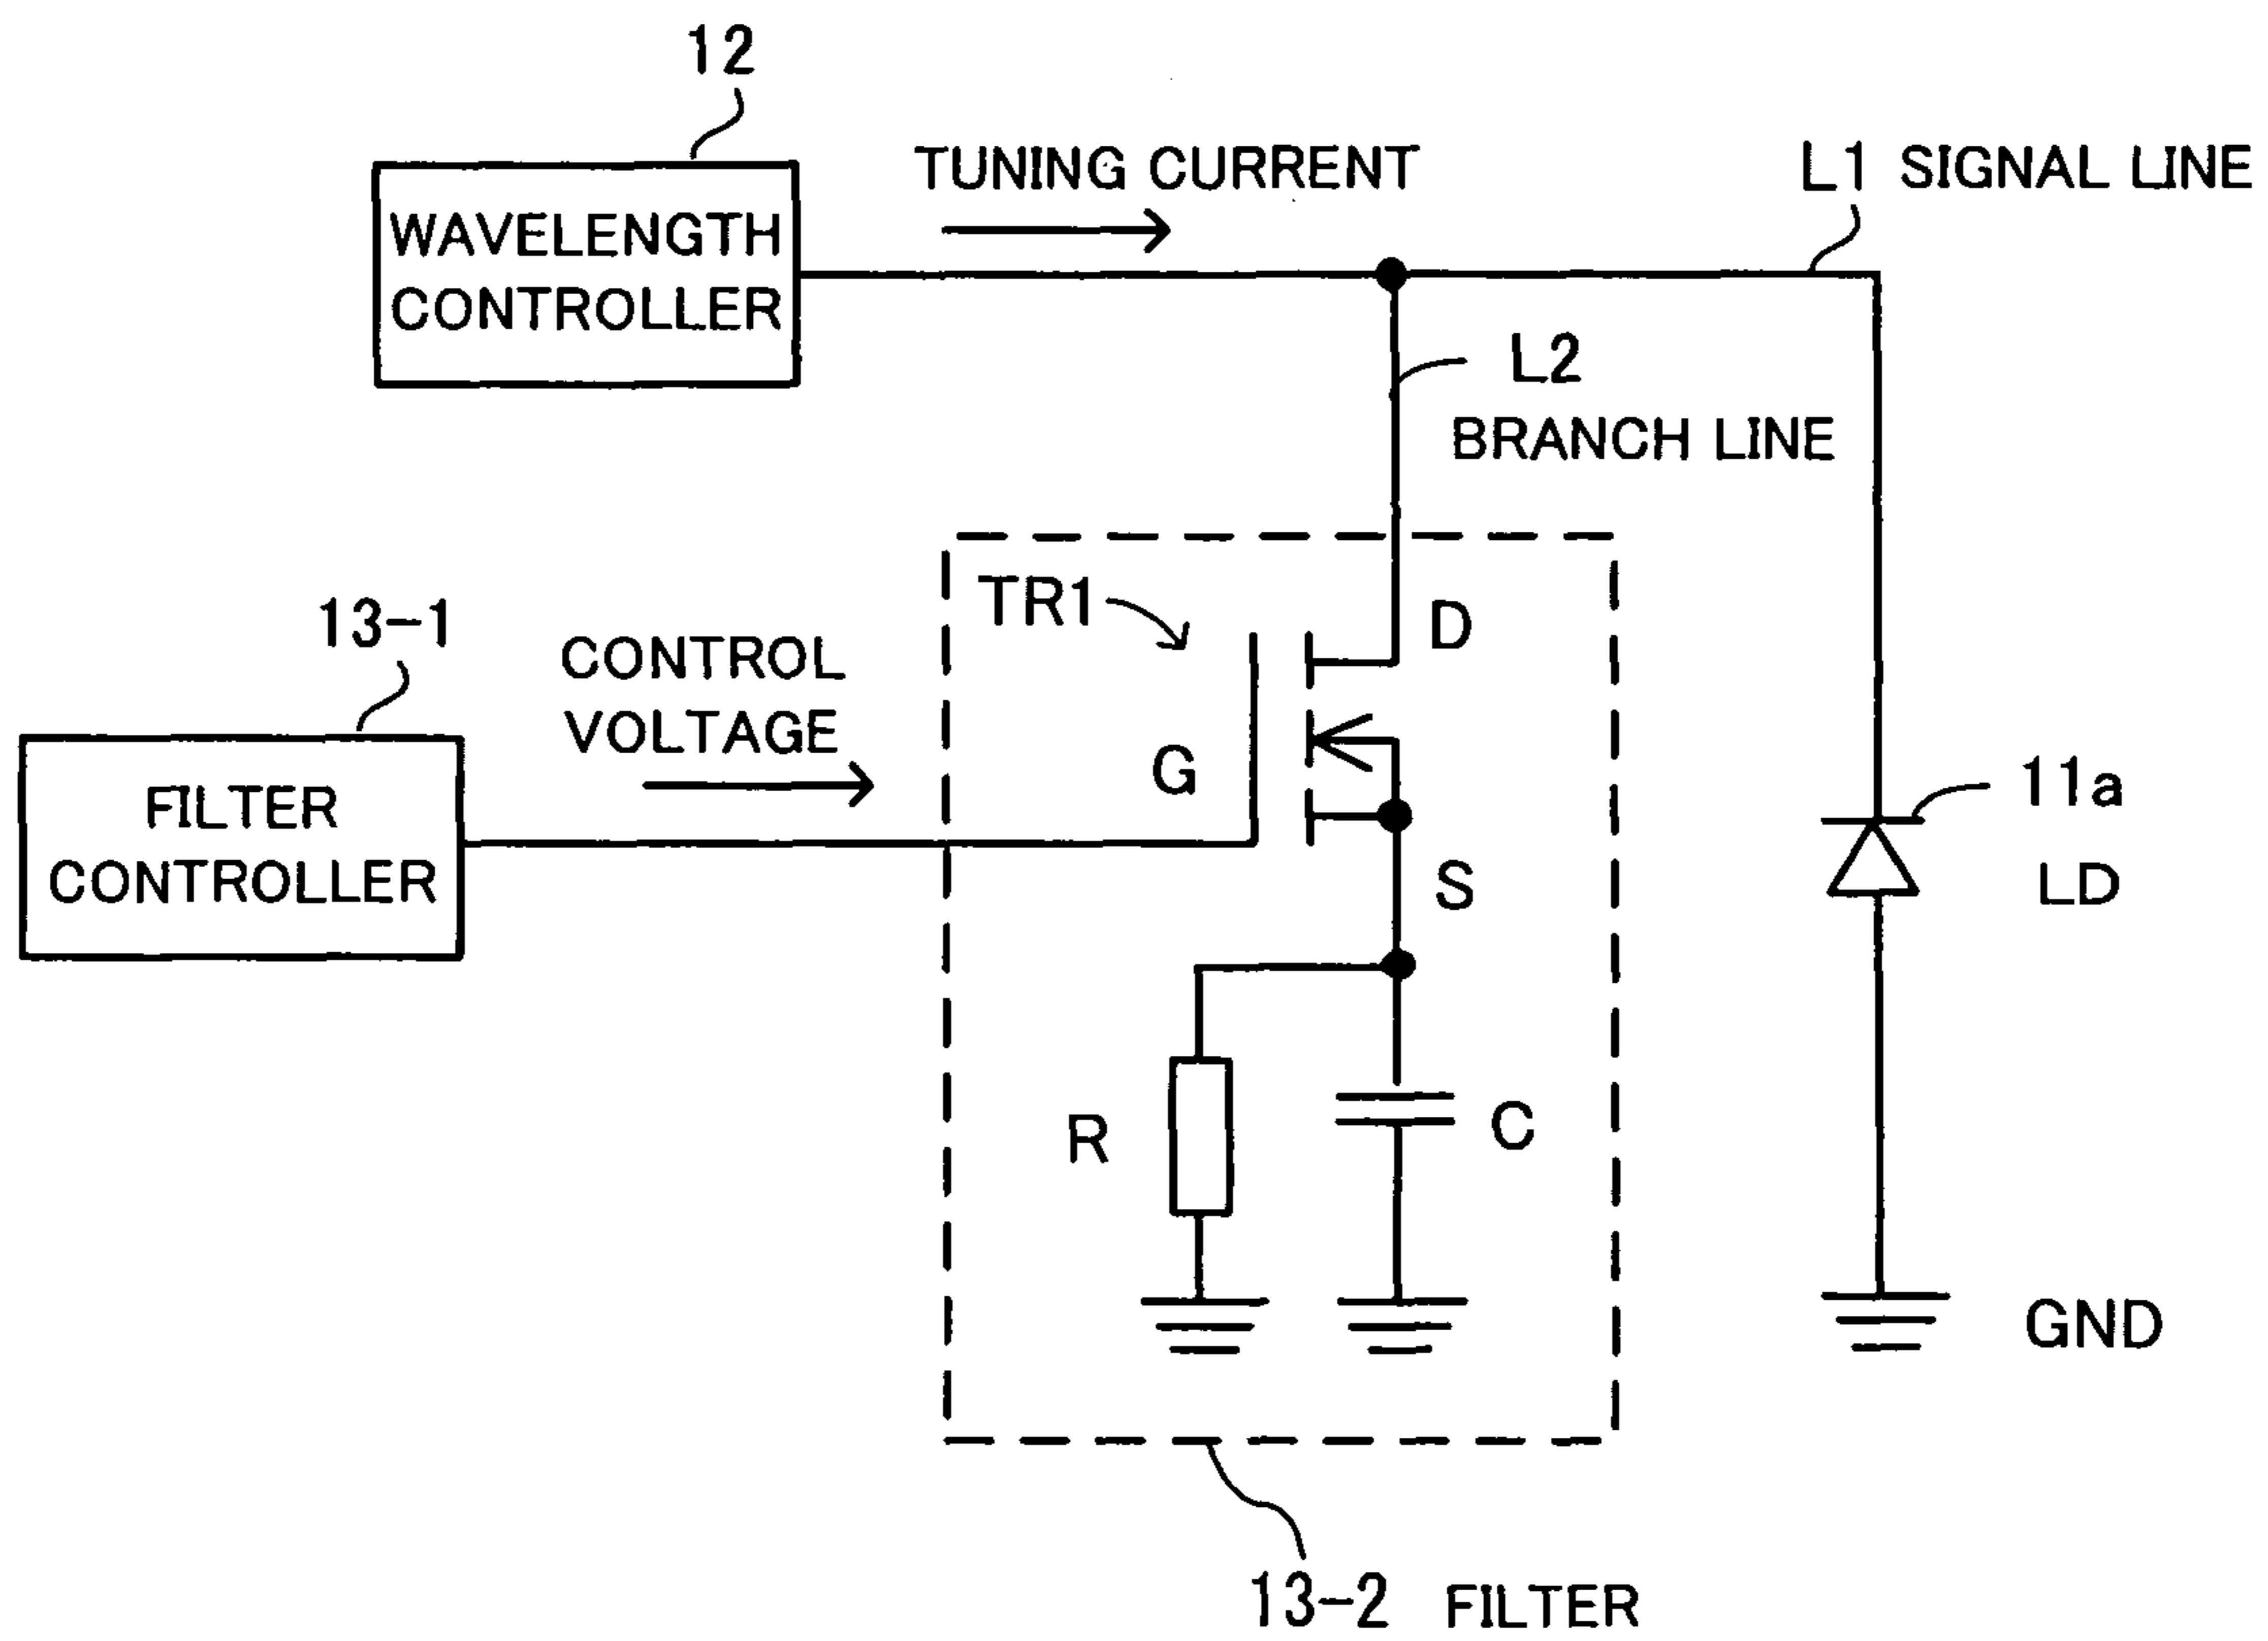 12
WAVELENGTH
CONTROLLER
TUNING CURRENT
L1 SIGNAL LINE
L2
BRANCH LINE
13-1
FILTER
CONTROLLER
CONTROL
VOLTAGE
TR1
D
G
S
R
C
11a
LD
GND
13-2 FILTER